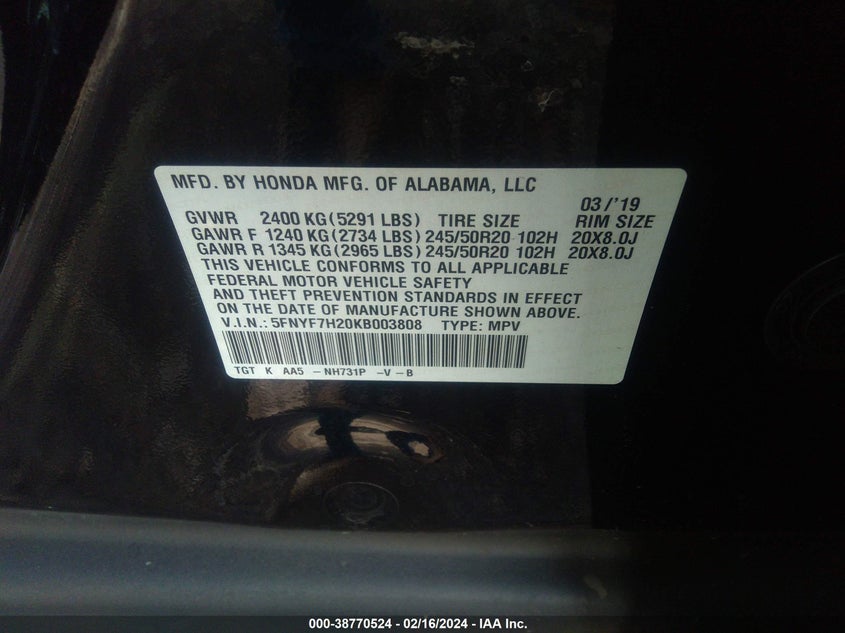 MFD. BY HONDA MFG. OF ALABAMA, LLC
03/'19
GVWR 2400 KG(5291 LBS) TIRE SIZE RIM SIZE
GAWR F 1240 KG(2734 LBS) 245/50R20 102H 20X8.0J
GAWR R 1345 KG(2965 LBS) 245/50R20 102H 20X8.0J
THIS VEHICLE CONFORMS TO ALL APPLICABLE
FEDERAL MOTOR VEHICLE SAFETY
AND THEFT PREVENTION STANDARDS IN EFFECT
ON THE DATE OF MANUFACTURE SHOWN ABOVE.
V.I.N.: 5FNYF7H20KB003808 TYPE: MPV
TGT K AA5 -NH731P -V-B
000-38770524 - 02/16/2024 - IAA Inc.